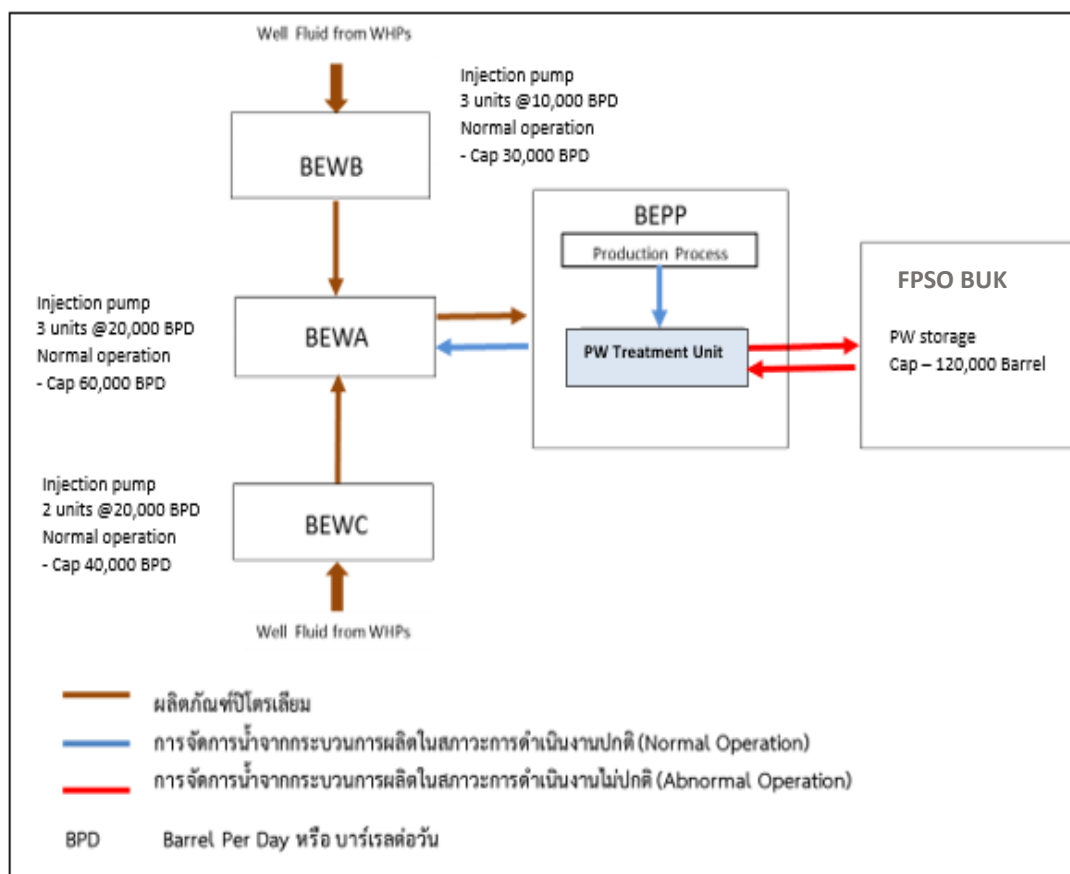 Well Fluid from WHPs
Injection pump
3 units @10,000 BPD
Normal operation
- Cap 30,000 BPD
BEWB
BEPP
Production Process
FPSO BUK
Injection pump
3 units @20,000 BPD
Normal operation
- Cap 60,000 BPD
BEWA
PW Treatment Unit
PW storage
Cap – 120,000 Barrel
Injection pump
2 units @20,000 BPD
Normal operation
- Cap 40,000 BPD
BEWC
Well Fluid from WHPs
ผลิตภัณฑ์ปิโตรเลียม
การจัดการน้ำจากกระบวนการผลิตในสภาวะการดำเนินงานปกติ (Normal Operation)
การจัดการน้ำจากกระบวนการผลิตในสภาวะการดำเนินงานไม่ปกติ (Abnormal Operation)
BPD Barrel Per Day หรือ บาร์เรลต่อวัน